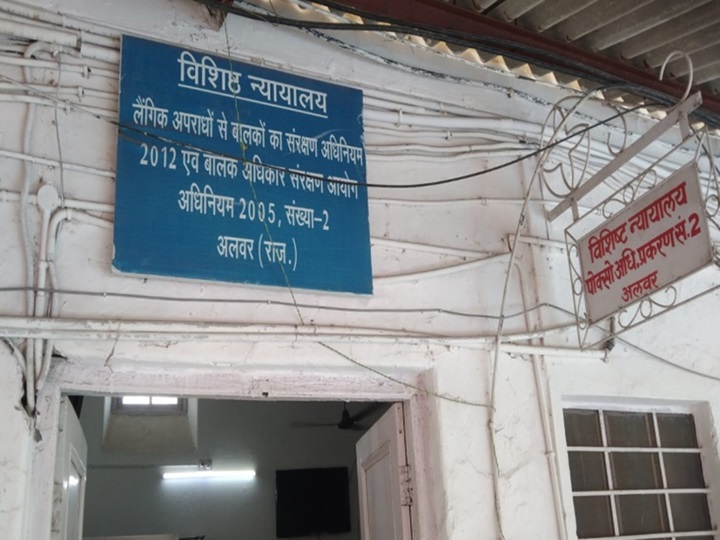 विशिष्ठ न्यायालय
लैंगिक अपराधों से बालकों का संरक्षण अधिनियम
2012 एवं बालक अधिकार संरक्षण आयोग
अधिनियम 2005, संख्या-2
अलवर (राज.)
विशिष्ट न्यायालय
पोक्सो अधि. प्रकरण सं. 2
अलवर